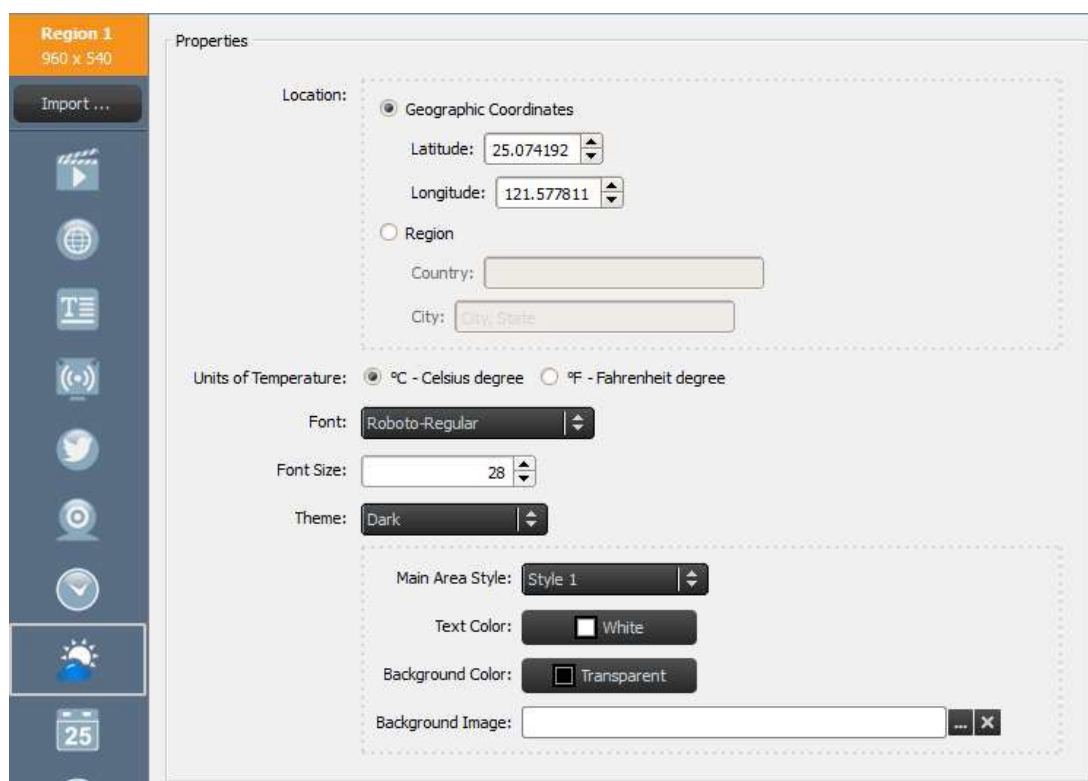 Region 1
960 x 540
Import ...
T
25
Properties
Location:
Geographic Coordinates
Latitude: 25.074192
Longitude: 121.577811
Region
Country:
City: City, State
Units of Temperature: ºC - Celsius degree ºF - Fahrenheit degree
Font: Roboto-Regular
Font Size: 28
Theme: Dark
Main Area Style: Style 1
Text Color: White
Background Color: Transparent
Background Image: ...